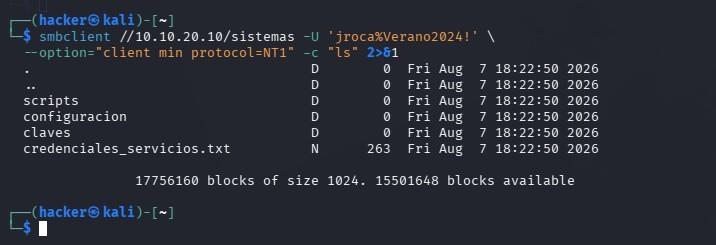 ┌──(hacker㉿kali)-[~]
└─$ smbclient //10.10.20.10/sistemas -U 'jroca%Verano2024!' \
--option="client min protocol=NT1" -c "ls" 2>&1
. D 0 Fri Aug 7 18:22:50 2026
.. D 0 Fri Aug 7 18:22:50 2026
scripts D 0 Fri Aug 7 18:22:50 2026
configuracion D 0 Fri Aug 7 18:22:50 2026
claves D 0 Fri Aug 7 18:22:50 2026
credenciales_servicios.txt N 263 Fri Aug 7 18:22:50 2026
17756160 blocks of size 1024. 15501648 blocks available
┌──(hacker㉿kali)-[~]
└─$